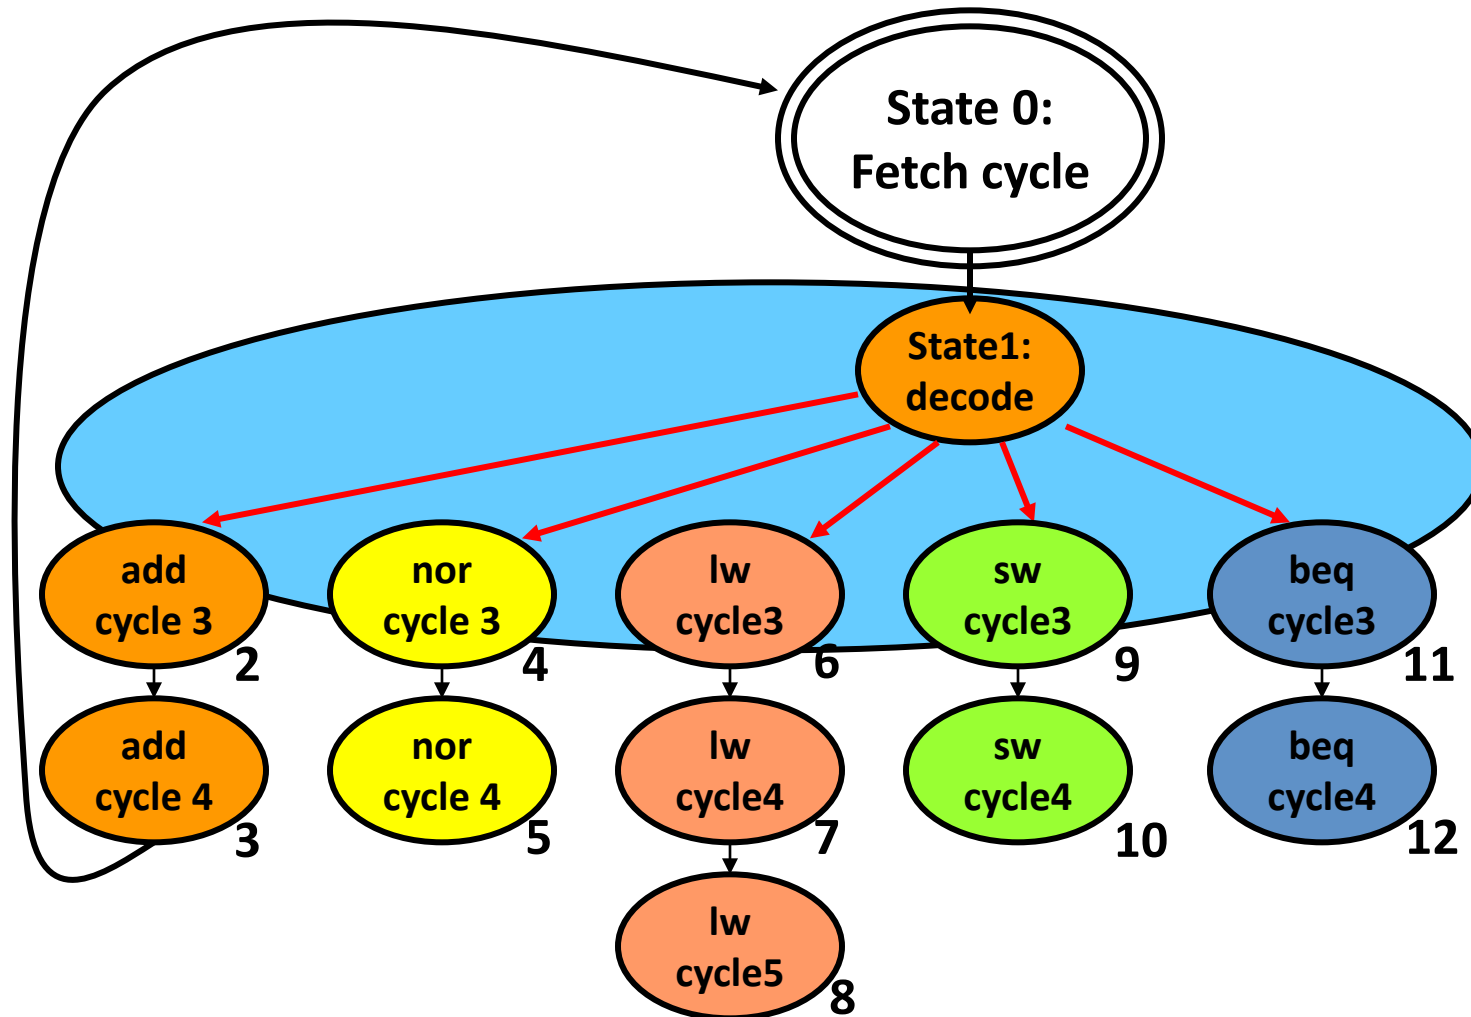 State 0:
Fetch cycle
State1:
decode
add
cycle 3
2
nor
cycle 3
4
lw
cycle3
6
sw
cycle3
9
beq
cycle3
11
add
cycle 4
3
nor
cycle 4
5
lw
cycle4
7
sw
cycle4
10
beq
cycle4
12
lw
cycle5
8